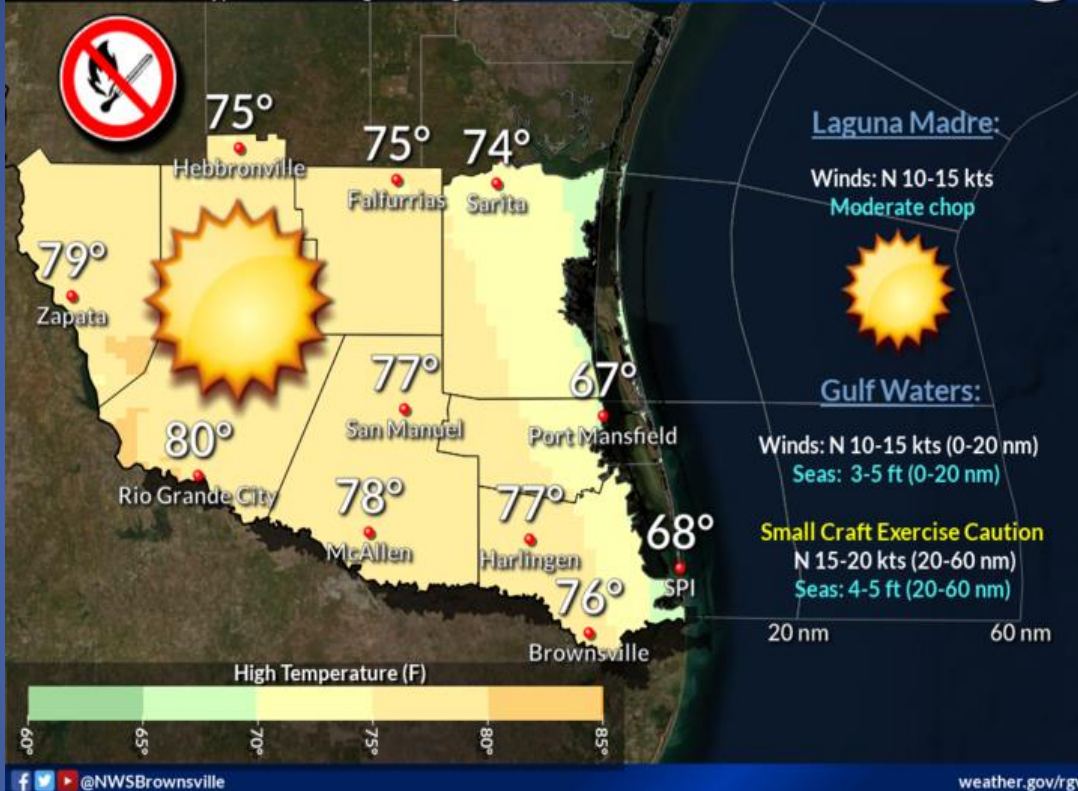 75°
Hebbronville
75°
Falfurrias
74°
Sarita
79°
Zapata
77°
San Manuel
67°
Port Mansfield
80°
Rio Grande City
78°
McAllen
77°
Harlingen
68°
SPI
76°
Brownsville
Laguna Madre:
Winds: N 10-15 kts
Moderate chop
Gulf Waters:
Winds: N 10-15 kts (0-20 nm)
Seas: 3-5 ft (0-20 nm)
Small Craft Exercise Caution
N 15-20 kts (20-60 nm)
Seas: 4-5 ft (20-60 nm)
20 nm
60 nm
High Temperature (F)
60° 65° 70° 75° 80° 85°
@NWSBrownsville
weather.gov/rgv